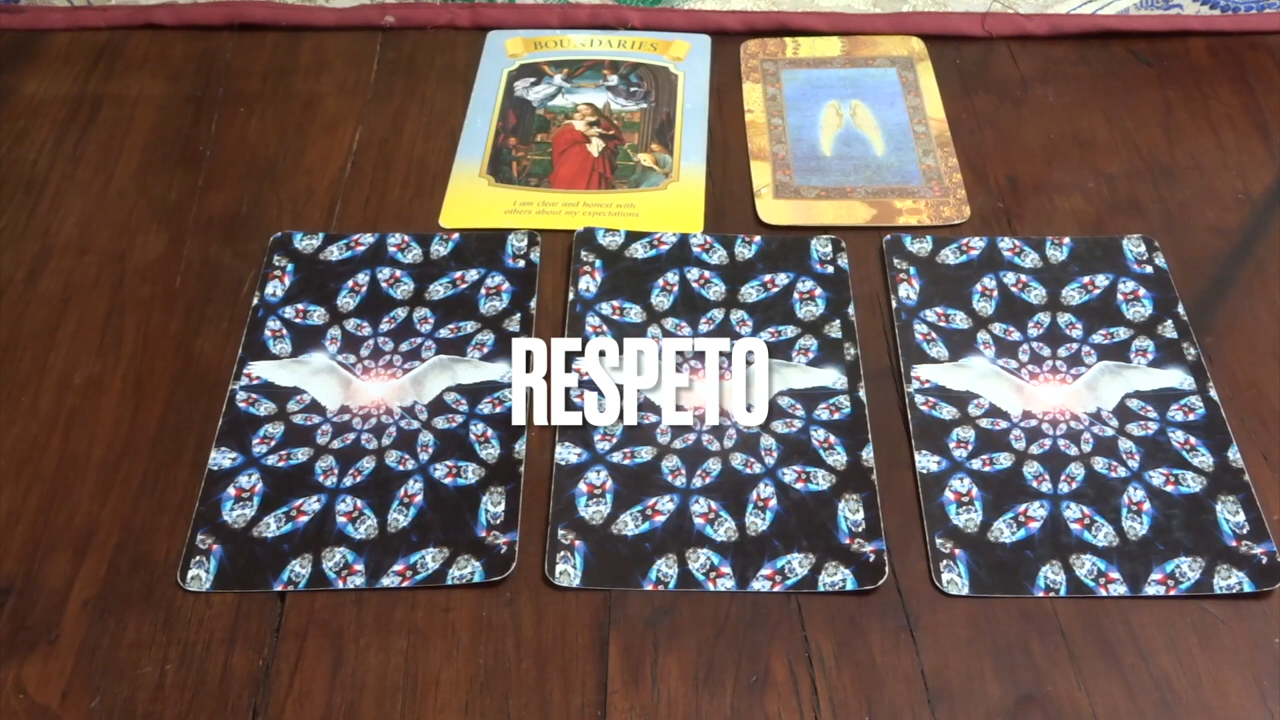 BOUNDARIES
I am clear and honest with
others about my expectations
RESPETO